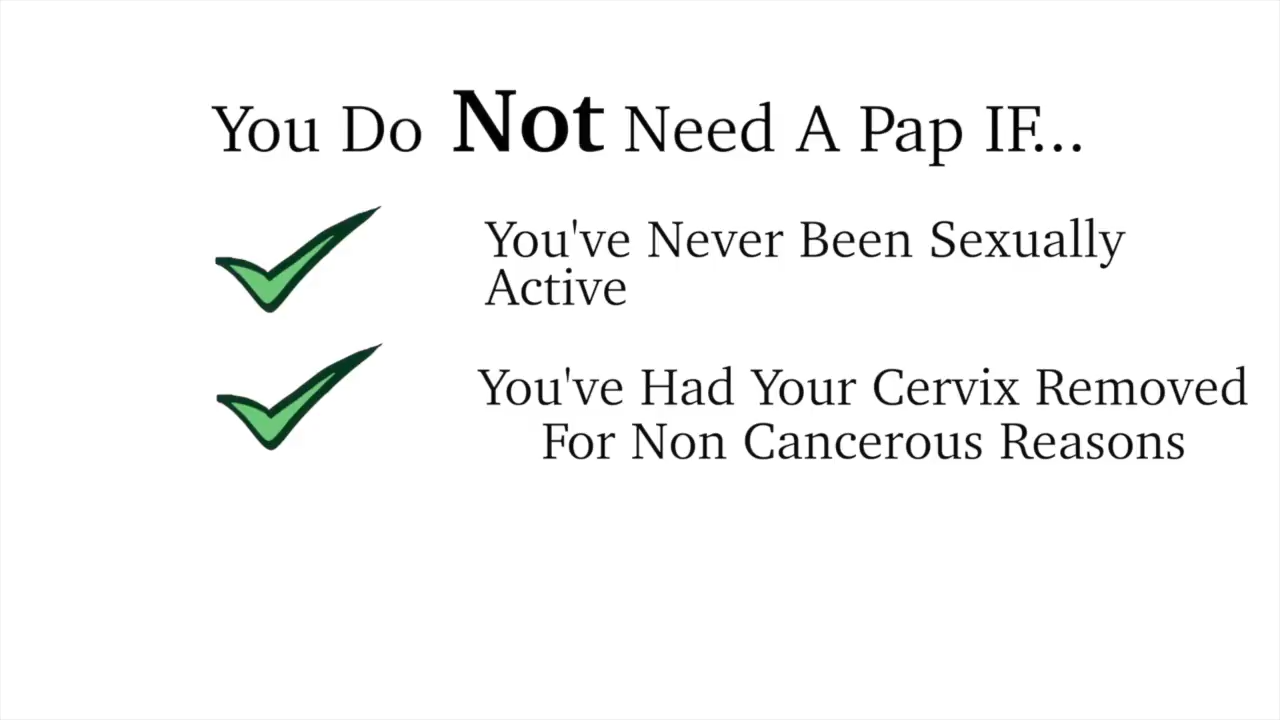 You Do Not Need A Pap IF...
You've Never Been Sexually
Active
You've Had Your Cervix Removed
For Non Cancerous Reasons